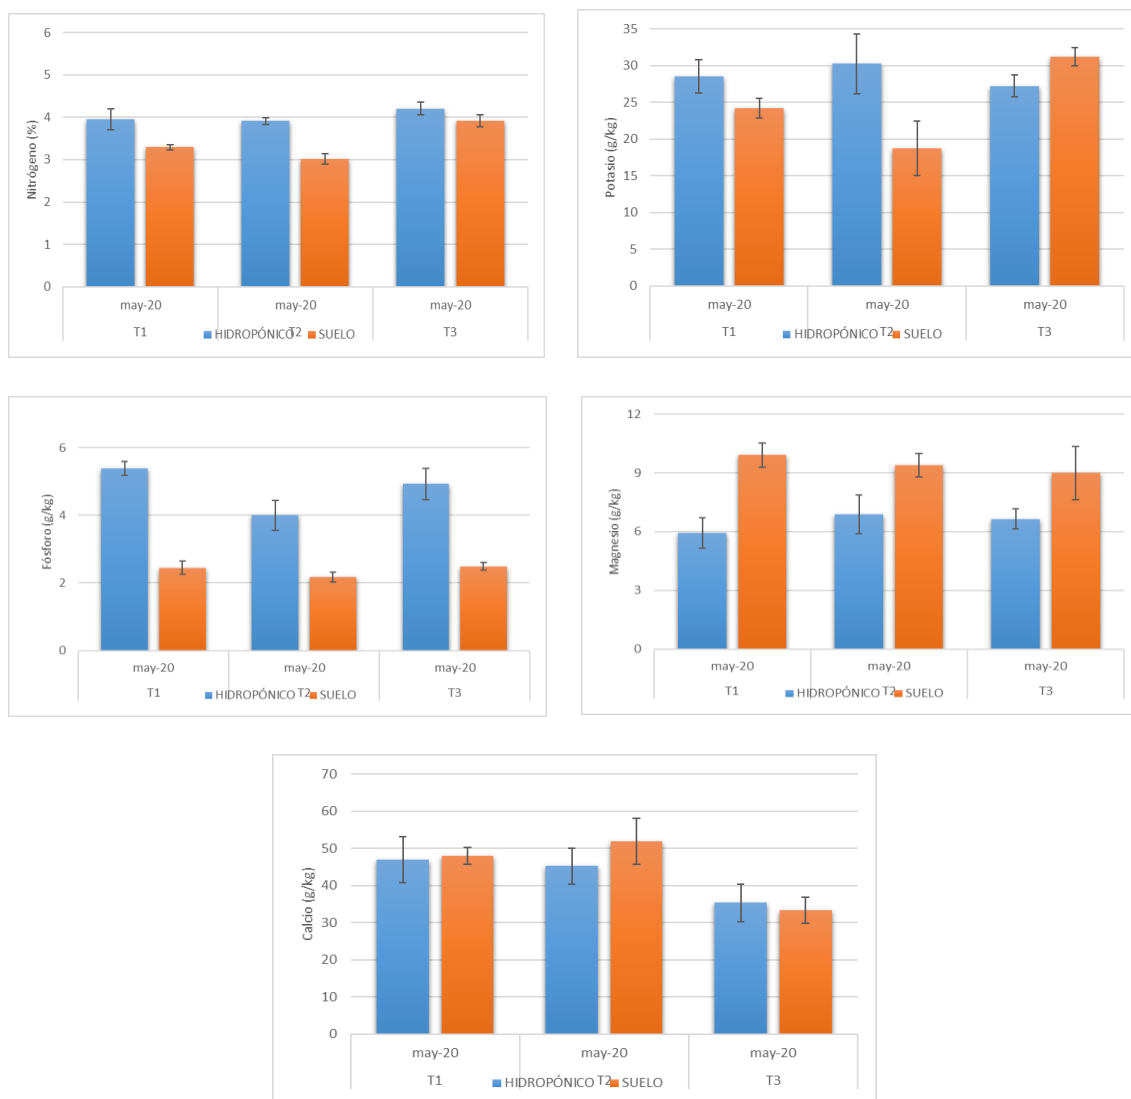 Nitrógeno (%)
6
5
4
3
2
1
0
may-20 may-20 may-20
T1 T2 T3
HIDROPÓNICO SUELO
Potasio (g/kg)
35
30
25
20
15
10
5
0
may-20 may-20 may-20
T1 T2 T3
HIDROPÓNICO SUELO
Fósforo (g/kg)
6
4
2
0
may-20 may-20 may-20
T1 T2 T3
HIDROPÓNICO SUELO
Magnesio (g/kg)
12
9
6
3
0
may-20 may-20 may-20
T1 T2 T3
HIDROPÓNICO SUELO
Calcio (g/kg)
70
60
50
40
30
20
10
0
may-20 may-20 may-20
T1 T2 T3
HIDROPÓNICO SUELO